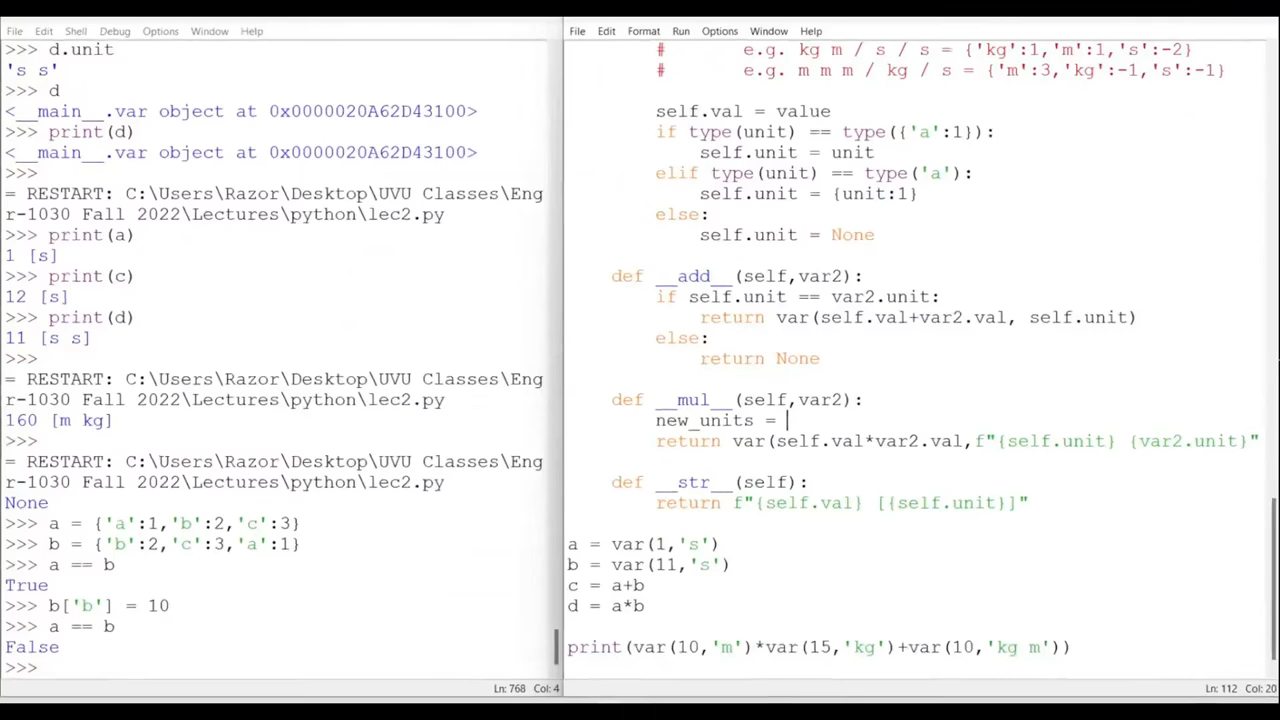 File Edit Shell Debug Options Window Help
>>> d.unit
's s'
>>> d
<__main__.var object at 0x0000020A62D43100>
>>> print(d)
<__main__.var object at 0x0000020A62D43100>
>>>
= RESTART: C:\Users\Razor\Desktop\UVU Classes\Eng
r-1030 Fall 2022\Lectures\python\lec2.py
>>> print(a)
1 [s]
>>> print(c)
12 [s]
>>> print(d)
11 [s s]
>>>
= RESTART: C:\Users\Razor\Desktop\UVU Classes\Eng
r-1030 Fall 2022\Lectures\python\lec2.py
160 [m kg]
>>>
= RESTART: C:\Users\Razor\Desktop\UVU Classes\Eng
r-1030 Fall 2022\Lectures\python\lec2.py
None
>>> a = {'a':1,'b':2,'c':3}
>>> b = {'b':2,'c':3,'a':1}
>>> a == b
True
>>> b['b'] = 10
>>> a == b
False
>>>
Ln: 768 Col: 4
File Edit Format Run Options Window Help
# e.g. kg m / s / s = {'kg':1,'m':1,'s':-2}
# e.g. m m m / kg / s = {'m':3,'kg':-1,'s':-1}
self.val = value
if type(unit) == type({'a':1}):
self.unit = unit
elif type(unit) == type('a'):
self.unit = {unit:1}
else:
self.unit = None
def __add__(self,var2):
if self.unit == var2.unit:
return var(self.val+var2.val, self.unit)
else:
return None
def __mul__(self,var2):
new_units =
return var(self.val*var2.val,f"{self.unit} {var2.unit}"
def __str__(self):
return f"{self.val} [{self.unit}]"
a = var(1,'s')
b = var(11,'s')
c = a+b
d = a*b
print(var(10,'m')*var(15,'kg')+var(10,'kg m'))
Ln: 112 Col: 20